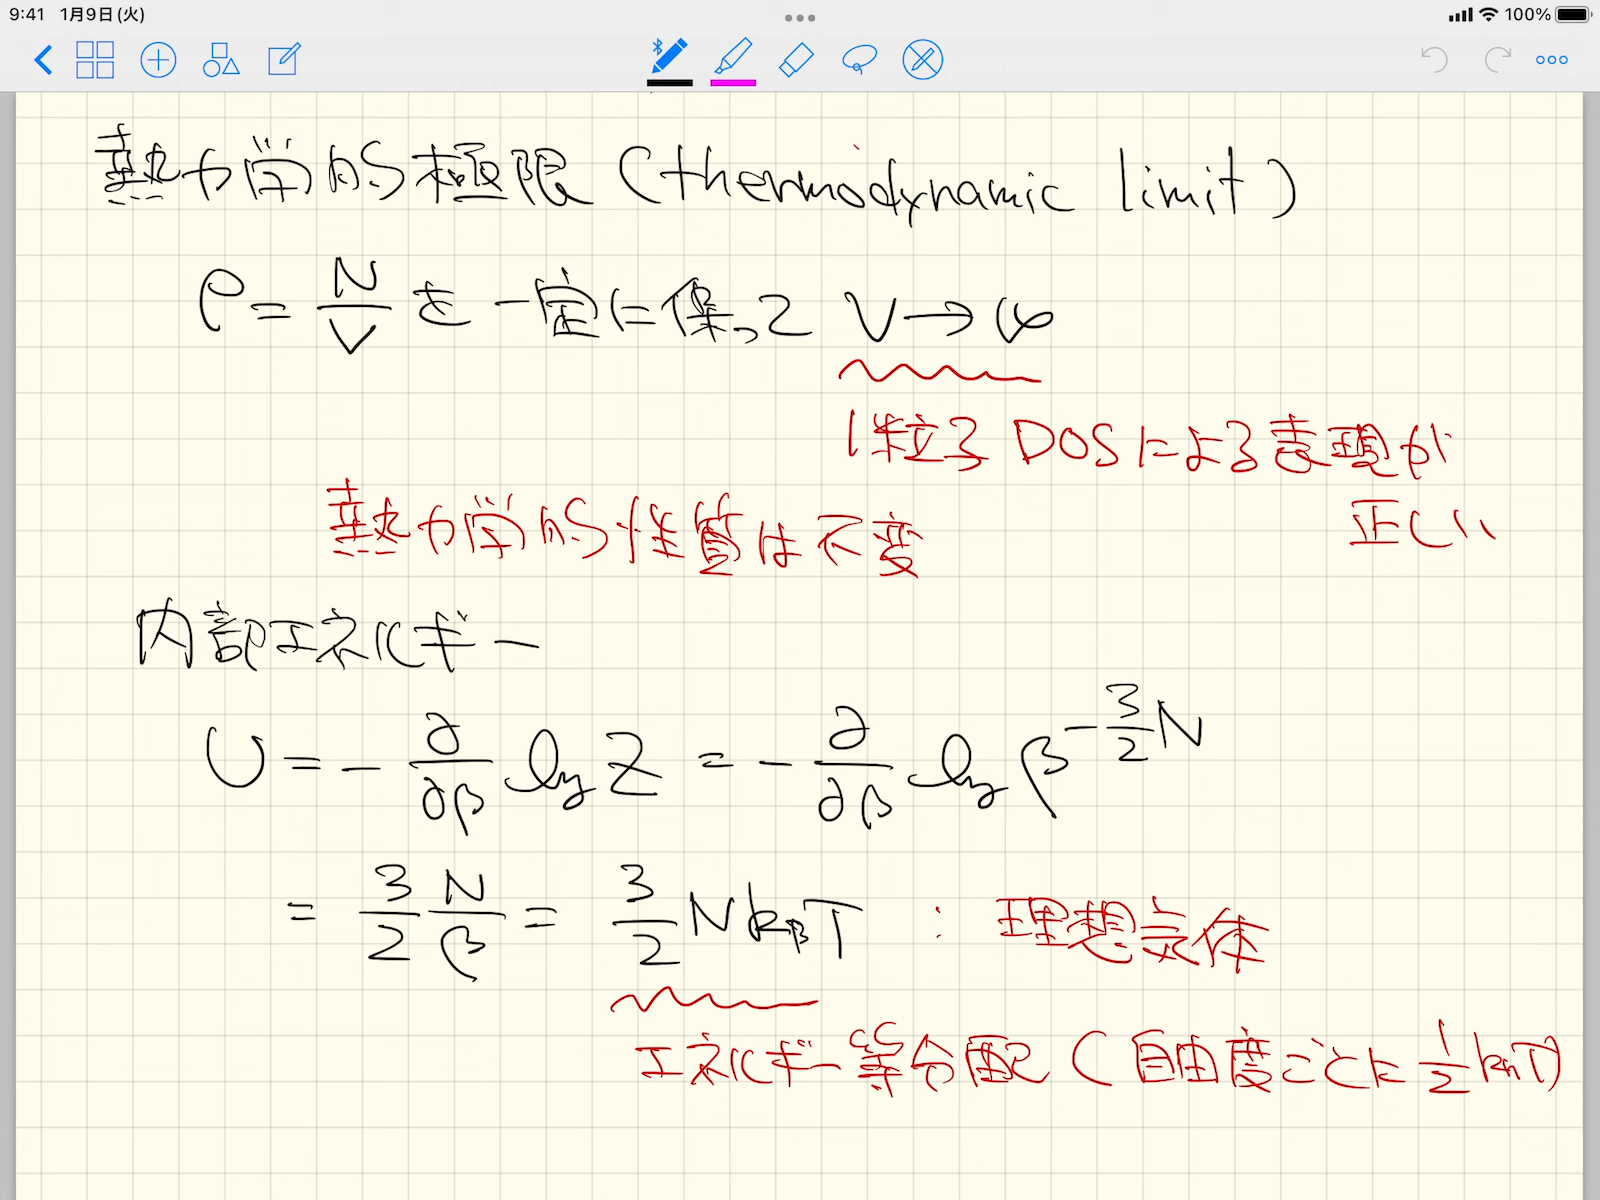 9:41 1月9日(火) 100%
熱力学的極限 (thermodynamic limit)
ρ = N/V を一定に保って V → ∞
1粒子 DOS による表現が
正しい
熱力学的性質は不変
内部エネルギー
U = - ∂/∂β log Z = - ∂/∂β log β^{-3/2 N}
= 3/2 N/β = 3/2 N k_B T : 理想気体
エネルギー等分配 (自由度ごとに 1/2 k_B T)